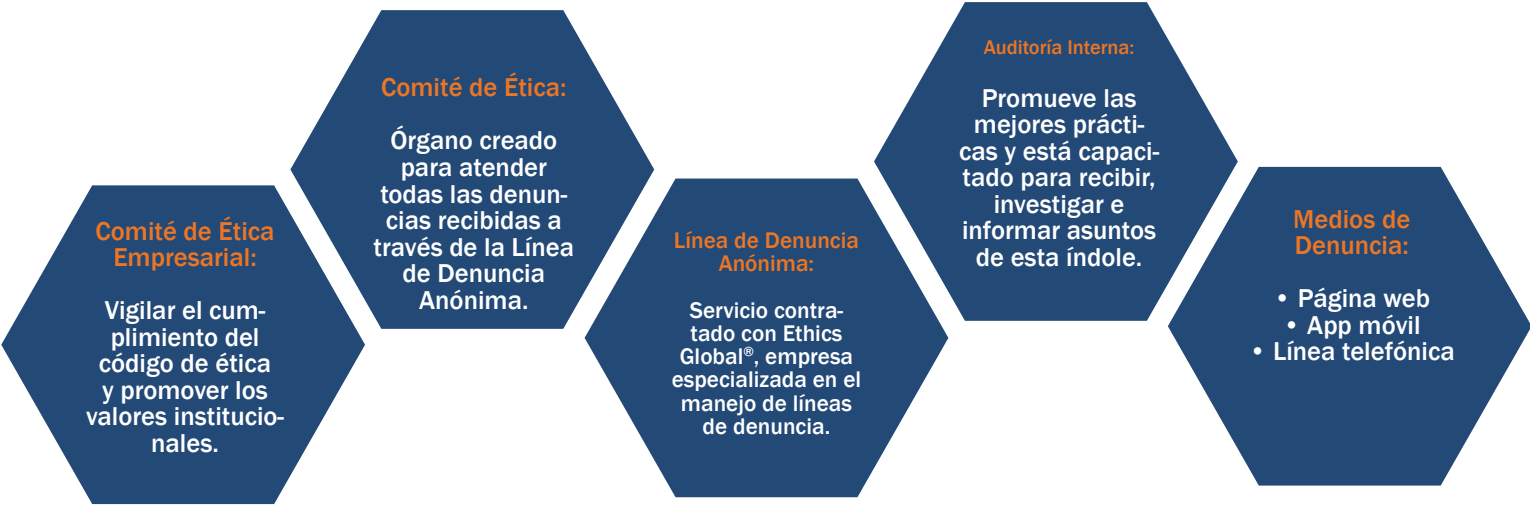 Comité de Ética
Empresarial:
Vigilar el cum-
plimiento del
código de ética
y promover los
valores institucio-
nales.
Comité de Ética:
Órgano creado
para atender
todas las denun-
cias recibidas a
través de la Línea
de Denuncia
Anónima.
Línea de Denuncia
Anónima:
Servicio contra-
tado con Ethics
Global®, empresa
especializada en el
manejo de líneas
de denuncia.
Auditoría Interna:
Promueve las
mejores prácti-
cas y está capaci-
tado para recibir,
investigar e
informar asuntos
de esta índole.
Medios de
Denuncia:
• Página web
• App móvil
• Línea telefónica